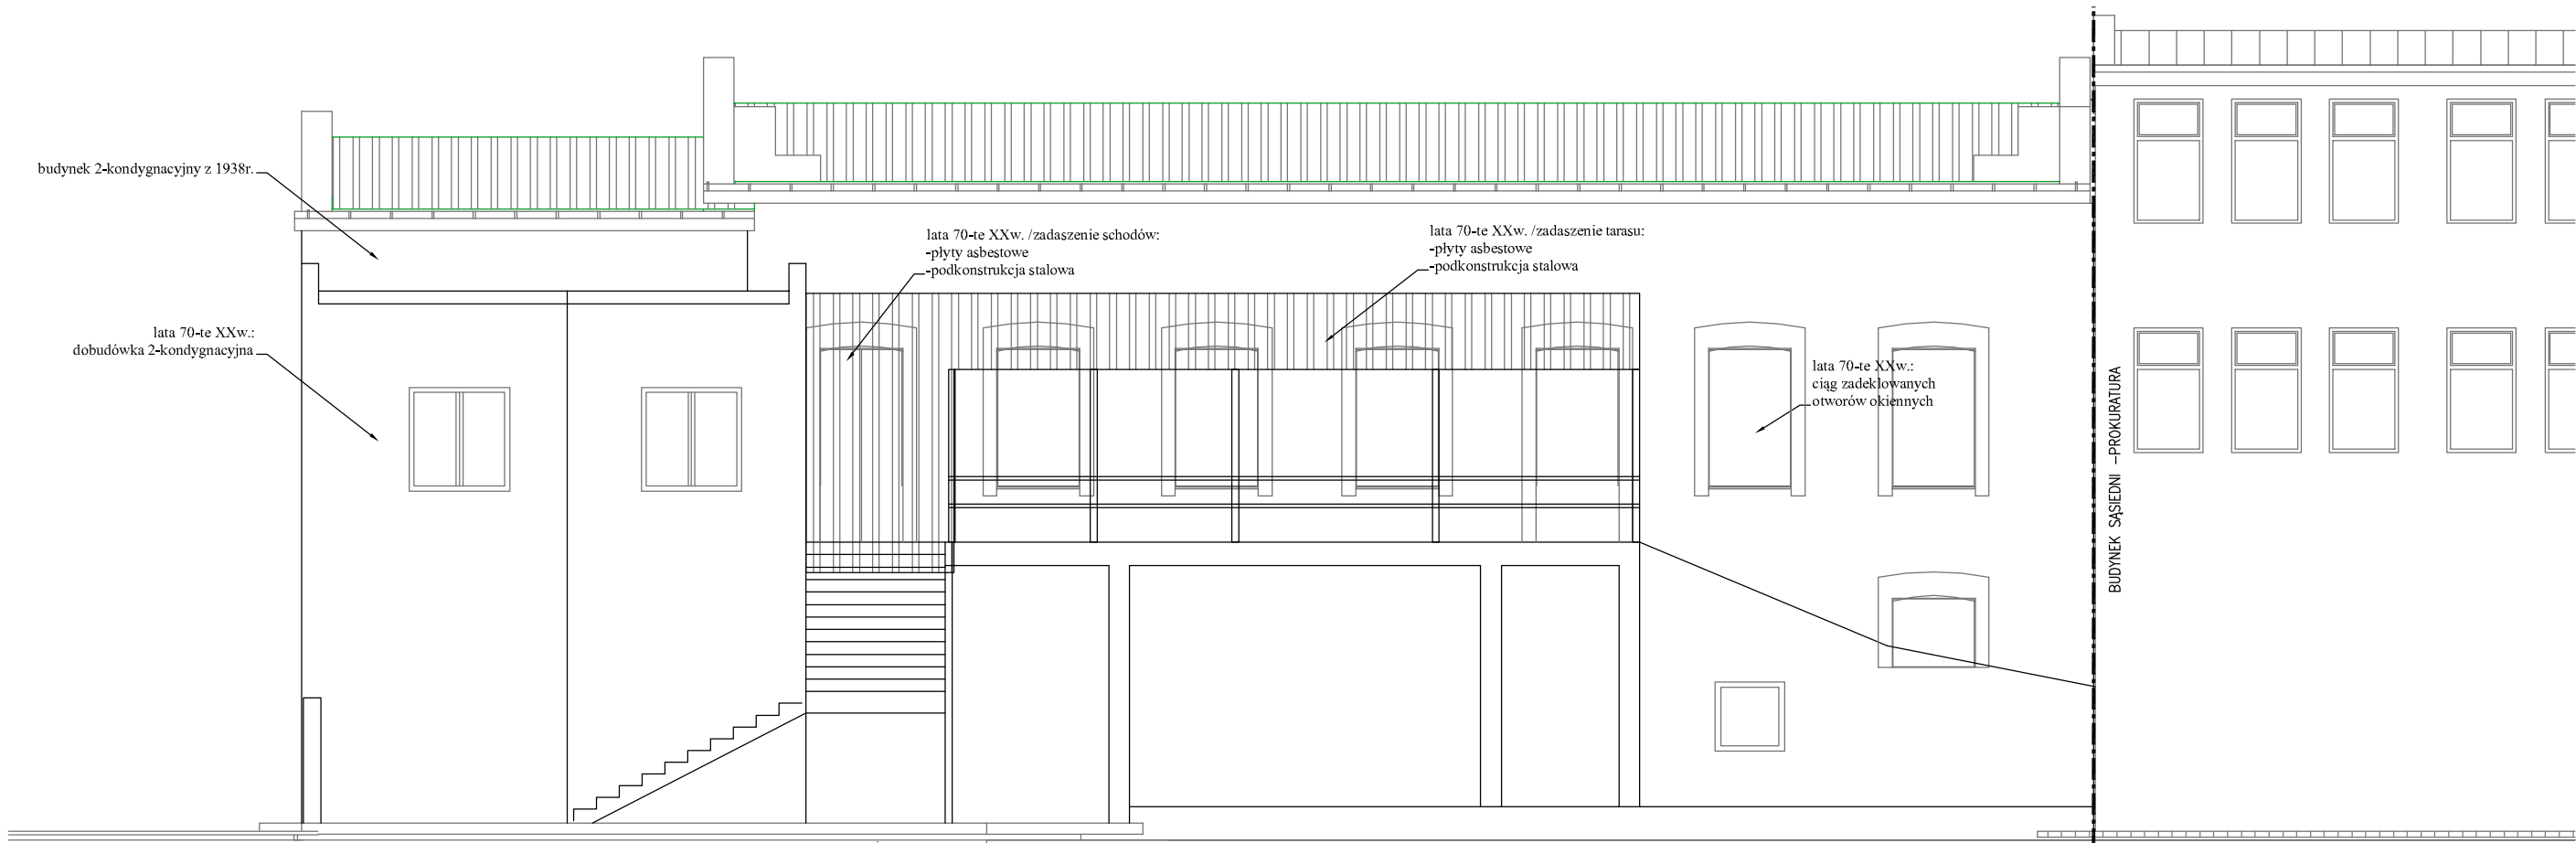 budynek 2-kondygnacyjny z 1938r.
lata 70-te XXw.:
dobudówka 2-kondygnacyjna
lata 70-te XXw. /zadaszenie schodów:
-płyty asbestowe
-podkonstrukcja stalowa
lata 70-te XXw. /zadaszenie tarasu:
-płyty asbestowe
-podkonstrukcja stalowa
lata 70-te XXw.:
ciąg zadeklowanych
otworów okiennych
BUDYNEK SĄSIEDNI -PROKURATURA